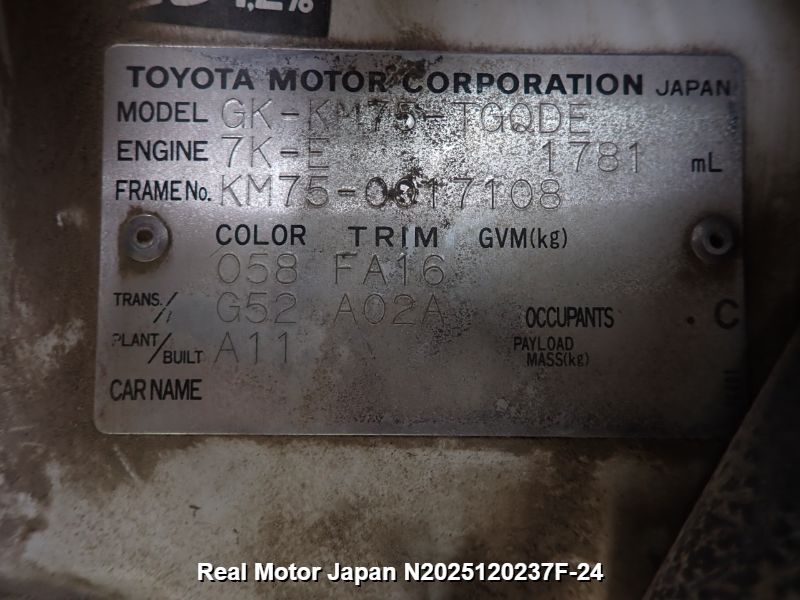 1,2%
TOYOTA MOTOR CORPORATION JAPAN
MODEL GK-KM75-TGQDE
ENGINE 7K-E 1781 mL
FRAME No. KM75-0017108
COLOR TRIM GVM(kg)
058 FA16
TRANS./ G52 A02A OCCUPANTS C
PLANT/BUILT A11 PAYLOAD MASS(kg)
CAR NAME
Real Motor Japan N2025120237F-24